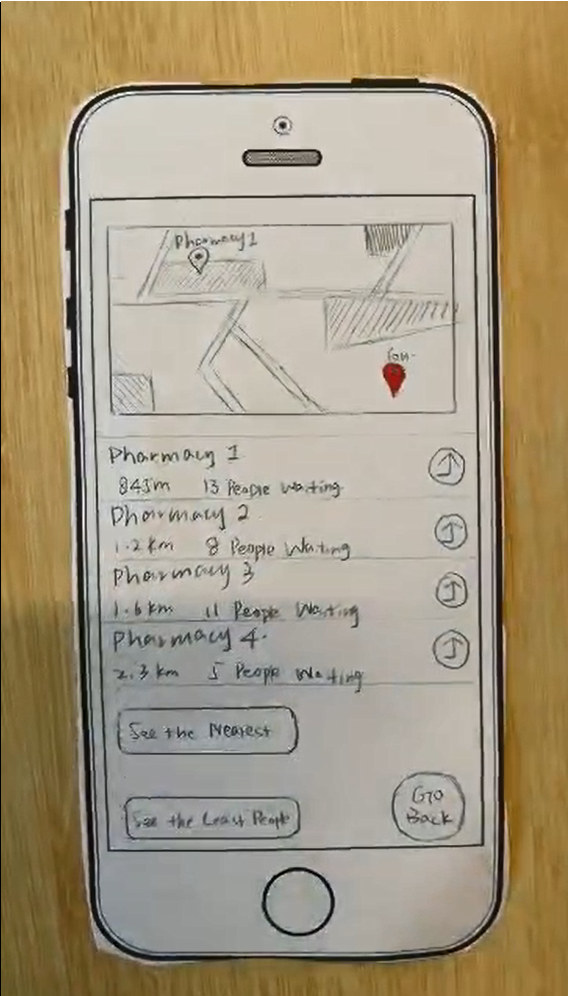 Pharmacy 1
You
Pharmacy 1
845m 13 People Waiting
Pharmacy 2
1.2 km 8 People Waiting
Pharmacy 3
1.6 km 11 People Waiting
Pharmacy 4.
2.3 km 5 People Waiting
See the Nearest
See the Least People
Go
Back